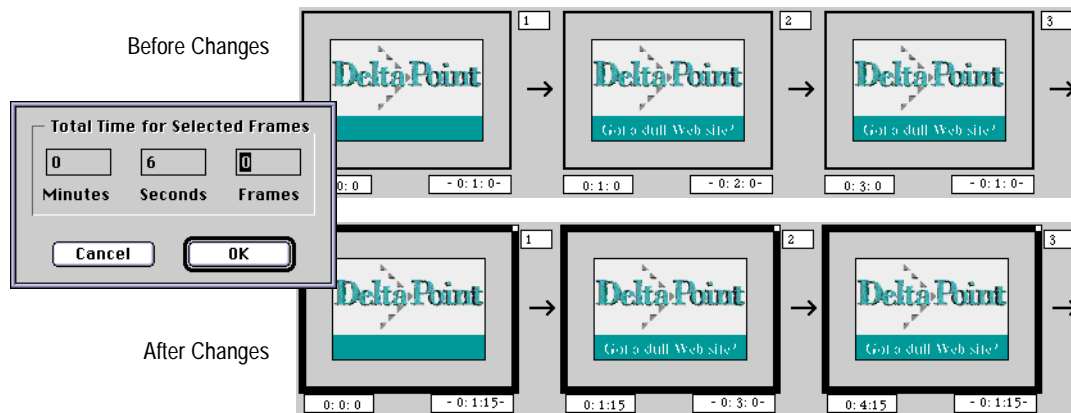 Before Changes
1
2
3
DeltaPoint
DeltaPoint
Got a dull Web site?
DeltaPoint
Got a dull Web site?
→
→
→
0: 0
- 0: 1: 0-
0: 1: 0
- 0: 2: 0-
0: 3: 0
- 0: 1: 0-
Total Time for Selected Frames
0
6
0
Minutes
Seconds
Frames
Cancel
OK
After Changes
1
2
3
DeltaPoint
DeltaPoint
Got a dull Web site?
DeltaPoint
Got a dull Web site?
→
→
→
0: 0: 0
- 0: 1:15-
0: 1:15
- 0: 3: 0-
0: 4:15
- 0: 1:15-